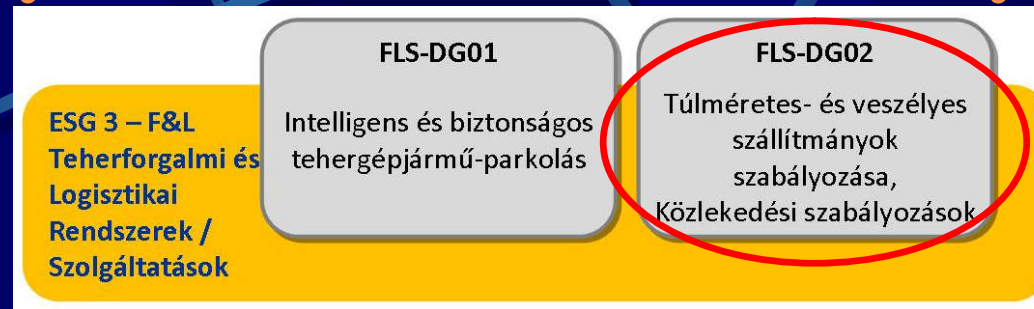 ESG 3 – F&L
Teherforgalmi és
Logisztikai
Rendszerek /
Szolgáltatások
FLS-DG01
Intelligens és biztonságos
tehergépjármű-parkolás
FLS-DG02
Túlméretes- és veszélyes
szállítmányok
szabályozása,
Közlekedési szabályozások